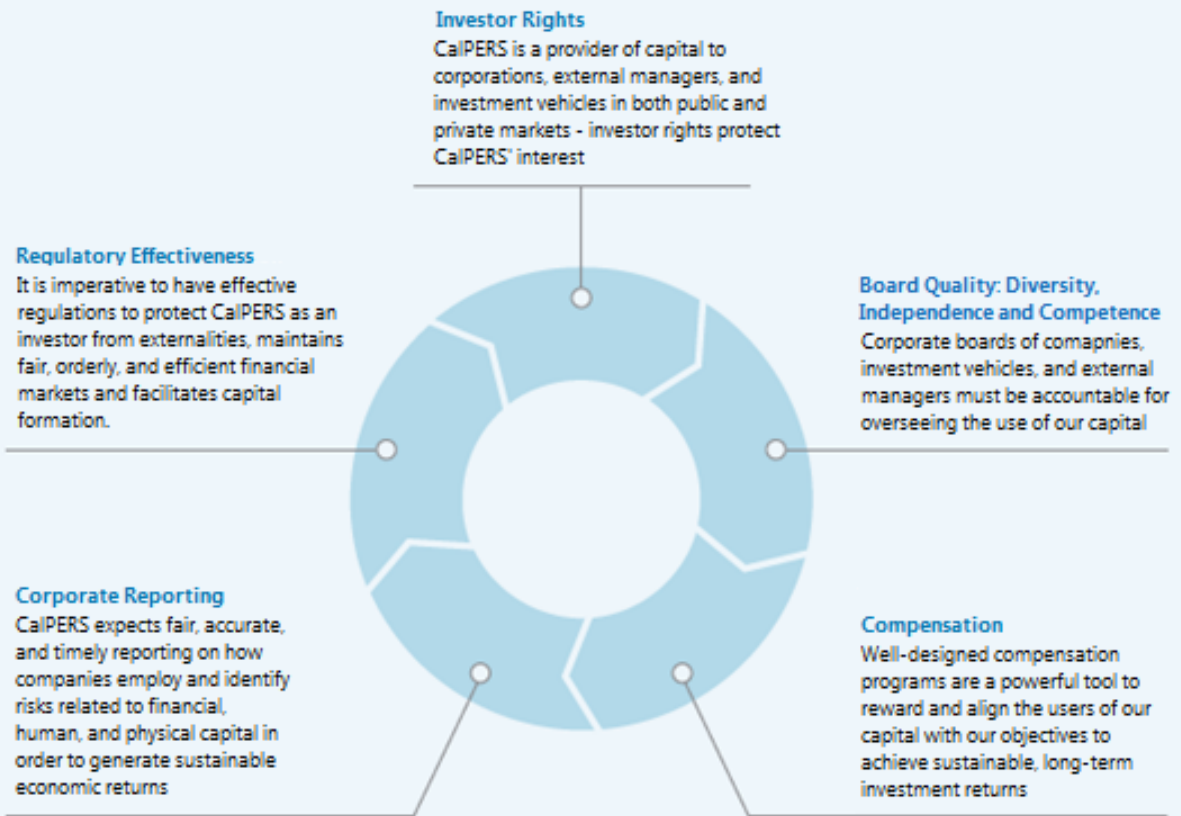 Investor Rights
CalPERS is a provider of capital to
corporations, external managers, and
investment vehicles in both public and
private markets - investor rights protect
CalPERS' interest
Regulatory Effectiveness
It is imperative to have effective
regulations to protect CalPERS as an
investor from externalities, maintains
fair, orderly, and efficient financial
markets and facilitates capital
formation.
Board Quality: Diversity,
Independence and Competence
Corporate boards of comapnies,
investment vehicles, and external
managers must be accountable for
overseeing the use of our capital
Corporate Reporting
CalPERS expects fair, accurate,
and timely reporting on how
companies employ and identify
risks related to financial,
human, and physical capital in
order to generate sustainable
economic returns
Compensation
Well-designed compensation
programs are a powerful tool to
reward and align the users of our
capital with our objectives to
achieve sustainable, long-term
investment returns